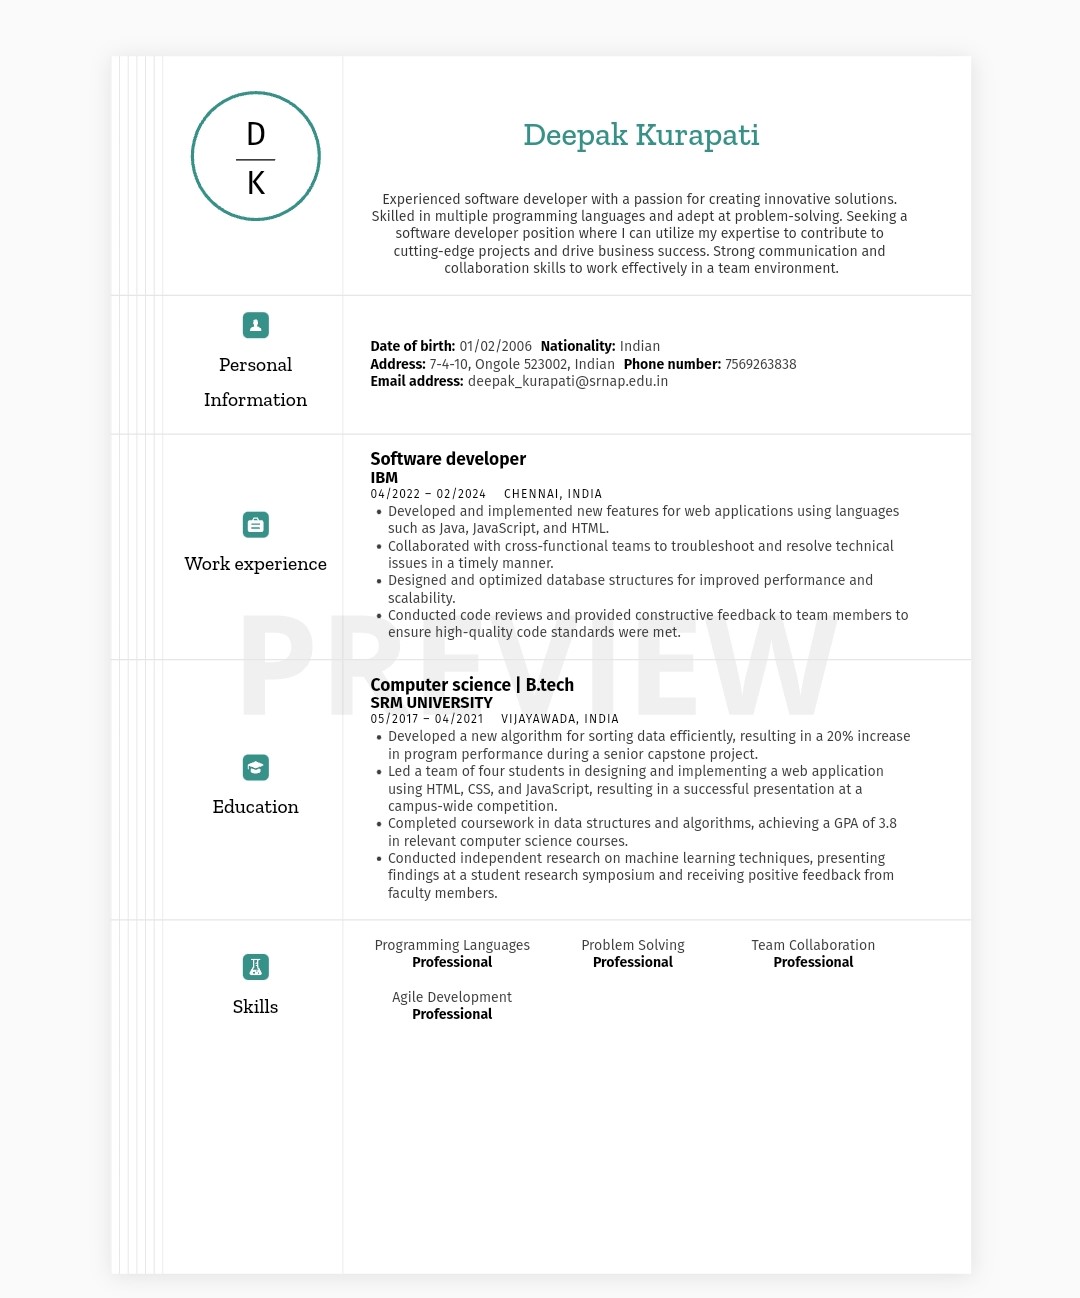 D
K
Deepak Kurapati
Experienced software developer with a passion for creating innovative solutions.
Skilled in multiple programming languages and adept at problem-solving. Seeking a
software developer position where I can utilize my expertise to contribute to
cutting-edge projects and drive business success. Strong communication and
collaboration skills to work effectively in a team environment.
Personal
Information
Date of birth: 01/02/2006 Nationality: Indian
Address: 7-4-10, Ongole 523002, Indian Phone number: 7569263838
Email address: deepak_kurapati@srnap.edu.in
Work experience
Software developer
IBM
04/2022 – 02/2024 CHENNAI, INDIA
• Developed and implemented new features for web applications using languages
such as Java, JavaScript, and HTML.
• Collaborated with cross-functional teams to troubleshoot and resolve technical
issues in a timely manner.
• Designed and optimized database structures for improved performance and
scalability.
• Conducted code reviews and provided constructive feedback to team members to
ensure high-quality code standards were met.
PREVIEW
Education
Computer science | B.tech
SRM UNIVERSITY
05/2017 – 04/2021 VIJAYAWADA, INDIA
• Developed a new algorithm for sorting data efficiently, resulting in a 20% increase
in program performance during a senior capstone project.
• Led a team of four students in designing and implementing a web application
using HTML, CSS, and JavaScript, resulting in a successful presentation at a
campus-wide competition.
• Completed coursework in data structures and algorithms, achieving a GPA of 3.8
in relevant computer science courses.
• Conducted independent research on machine learning techniques, presenting
findings at a student research symposium and receiving positive feedback from
faculty members.
Skills
Programming Languages Problem Solving Team Collaboration
Professional Professional Professional
Agile Development
Professional